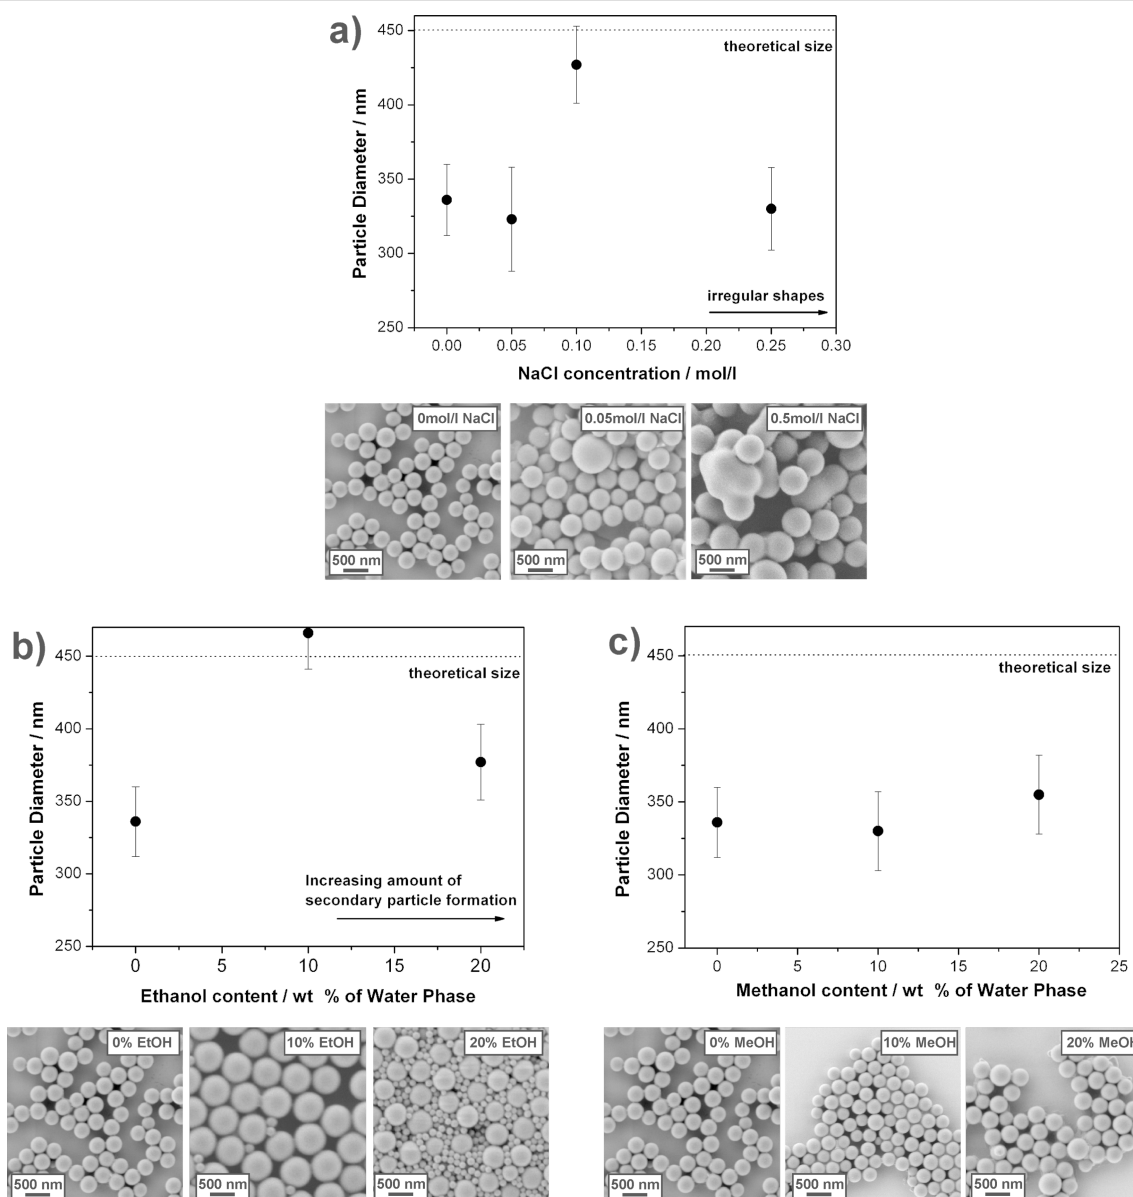 a)
450
400
350
300
250
Particle Diameter / nm
theoretical size
irregular shapes
0.00 0.05 0.10 0.15 0.20 0.25 0.30
NaCl concentration / mol/l
0mol/l NaCl
500 nm
0.05mol/l NaCl
500 nm
0.5mol/l NaCl
500 nm
b)
450
400
350
300
250
Particle Diameter / nm
theoretical size
Increasing amount of
secondary particle formation
0 5 10 15 20
Ethanol content / wt % of Water Phase
0% EtOH
500 nm
10% EtOH
500 nm
20% EtOH
500 nm
c)
450
400
350
300
250
Particle Diameter / nm
theoretical size
0 5 10 15 20 25
Methanol content / wt % of Water Phase
0% MeOH
500 nm
10% MeOH
500 nm
20% MeOH
500 nm